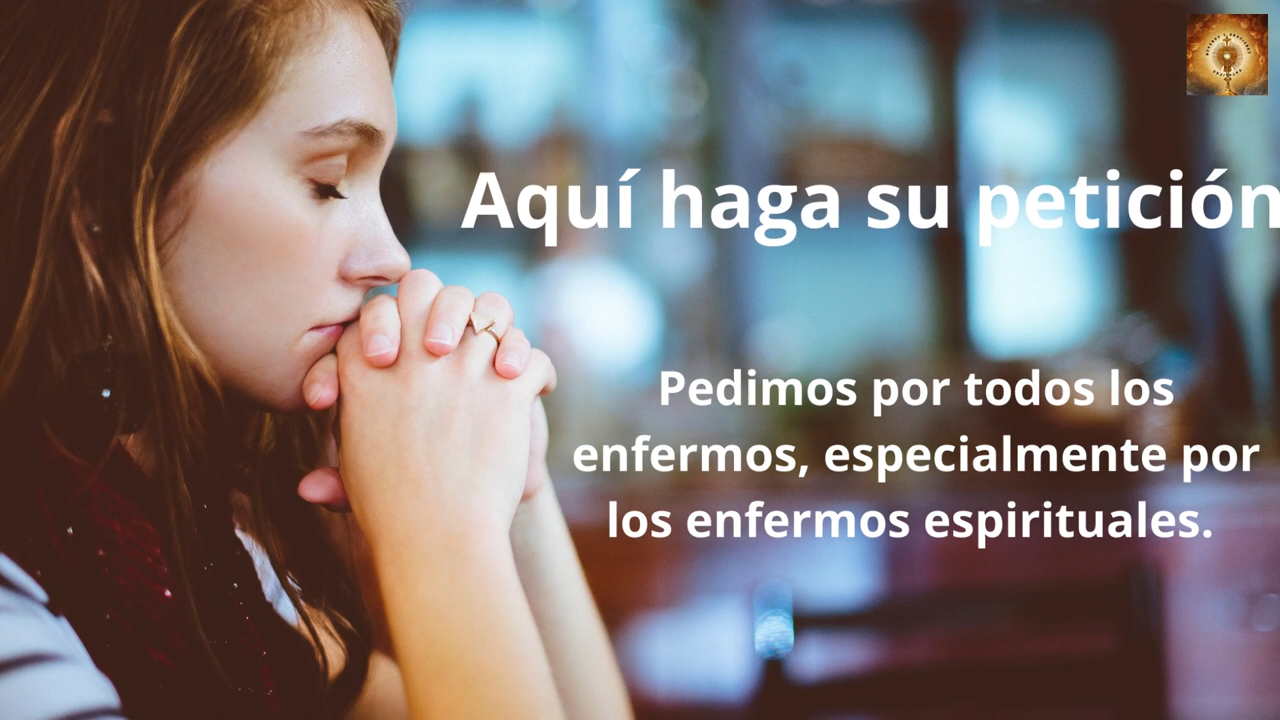 Aquí haga su petición
Pedimos por todos los
enfermos, especialmente por
los enfermos espirituales.